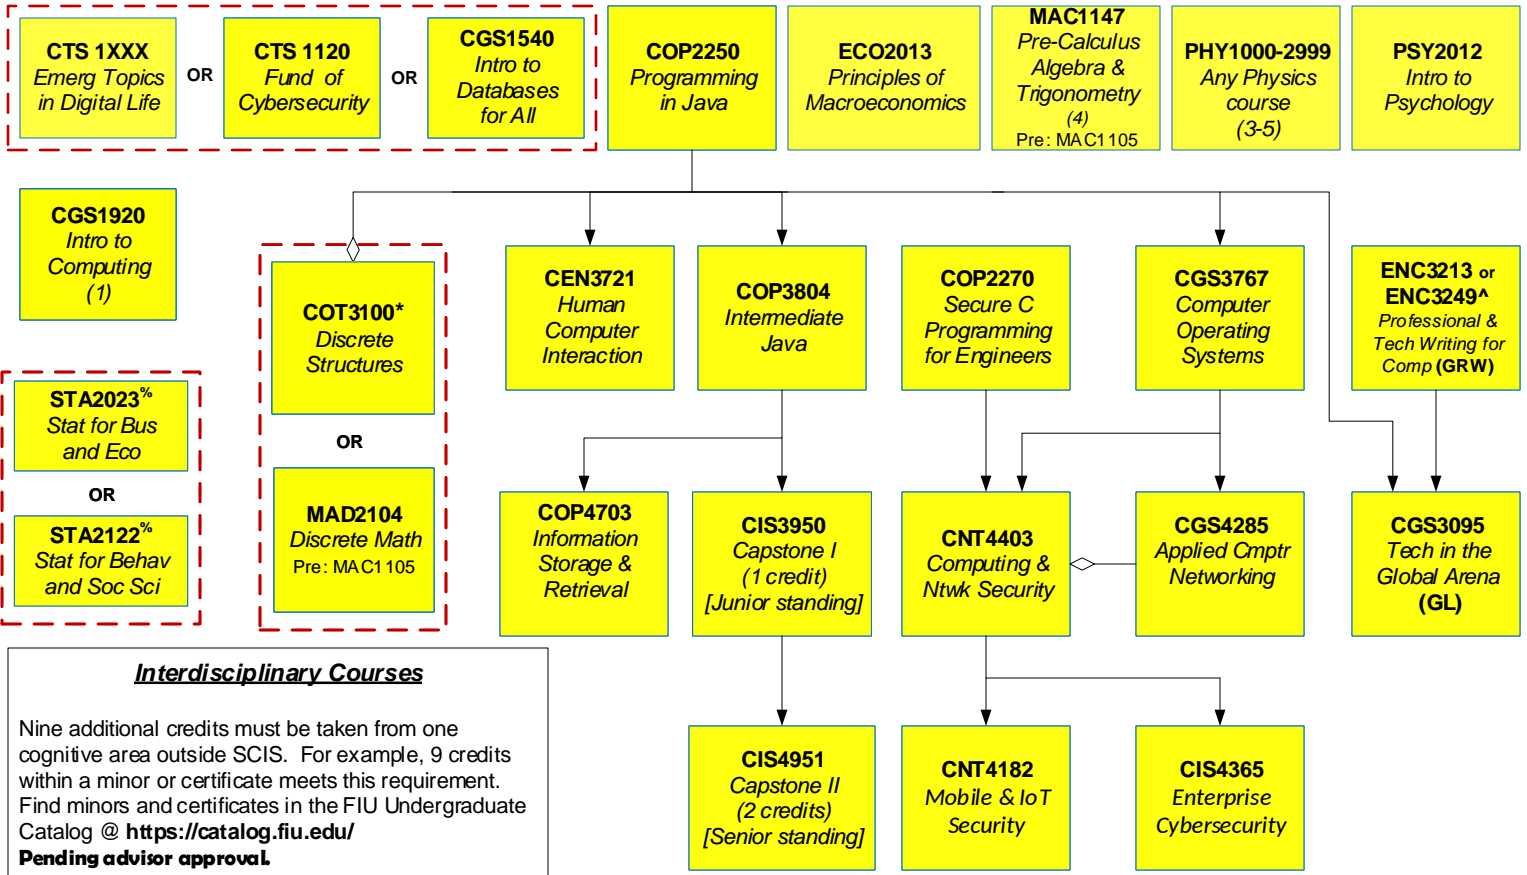 CTS 1XXX
Emerg Topics
in Digital Life
OR
CTS 1120
Fund of
Cybersecurity
OR
CGS1540
Intro to
Databases
for All
COP2250
Programming
in Java
ECO2013
Principles of
Macroeconomics
MAC1147
Pre-Calculus
Algebra &
Trigonometry
(4)
Pre: MAC1105
PHY1000-2999
Any Physics
course
(3-5)
PSY2012
Intro to
Psychology
CGS1920
Intro to
Computing
(1)
COT3100*
Discrete
Structures
OR
MAD2104
Discrete Math
Pre: MAC1105
CEN3721
Human
Computer
Interaction
COP3804
Intermediate
Java
COP2270
Secure C
Programming
for Engineers
CGS3767
Computer
Operating
Systems
ENC3213 or
ENC3249^
Professional &
Tech Writing for
Comp (GRW)
STA2023%
Stat for Bus
and Eco
OR
STA2122%
Stat for Behav
and Soc Sci
COP4703
Information
Storage &
Retrieval
CIS3950
Capstone I
(1 credit)
[Junior standing]
CNT4403
Computing &
Ntwk Security
CGS4285
Applied Cmptr
Networking
CGS3095
Tech in the
Global Arena
(GL)
Interdisciplinary Courses
Nine additional credits must be taken from one
cognitive area outside SCIS. For example, 9 credits
within a minor or certificate meets this requirement.
Find minors and certificates in the FIU Undergraduate
Catalog @ https://catalog.fiu.edu/
Pending advisor approval.
CIS4951
Capstone II
(2 credits)
[Senior standing]
CNT4182
Mobile & IoT
Security
CIS4365
Enterprise
Cybersecurity